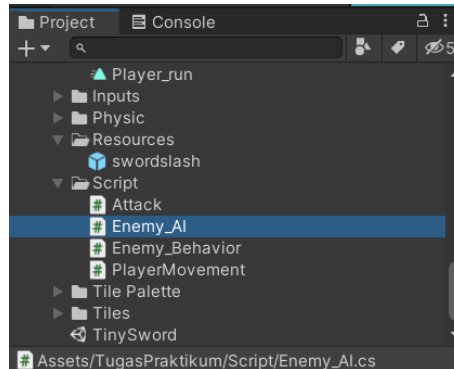 Project Console
5
Player_run
Inputs
Physic
Resources
swordslash
Script
Attack
Enemy_AI
Enemy_Behavior
PlayerMovement
Tile Palette
Tiles
TinySword
Assets/TugasPraktikum/Script/Enemy_AI.cs